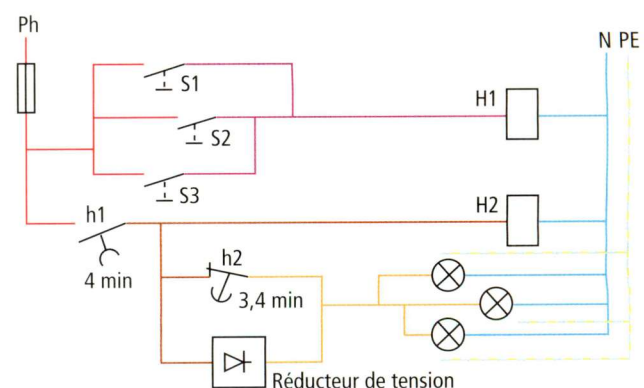 Ph
N PE
S1
H1
S2
S3
H2
h1
h2
4 min
3,4 min
Réducteur de tension